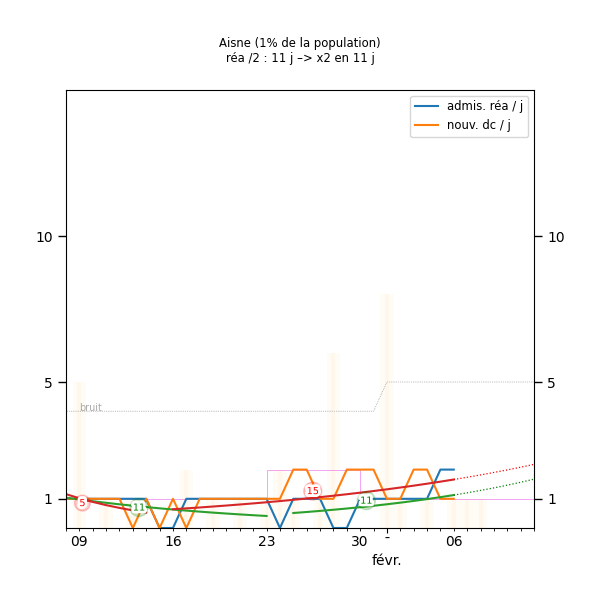 Aisne (1% de la population)
réa /2 : 11 j –> x2 en 11 j
admis. réa / j
nouv. dc / j
10
10
5
5
bruit
15
11
5
11
1
1
09
16
23
30
-
06
févr.